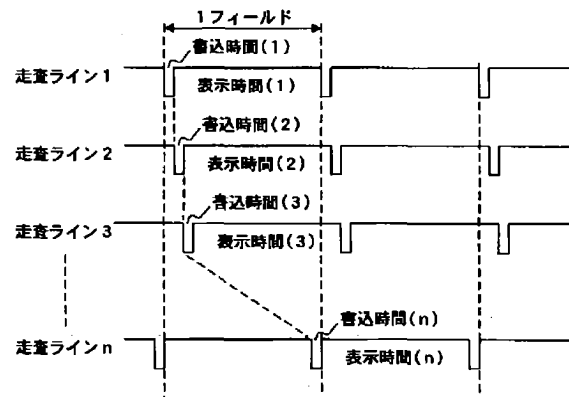 1フィールド
書込時間(1)
走査ライン1
表示時間(1)
書込時間(2)
走査ライン2
表示時間(2)
書込時間(3)
走査ライン3
表示時間(3)
書込時間(n)
走査ラインn
表示時間(n)